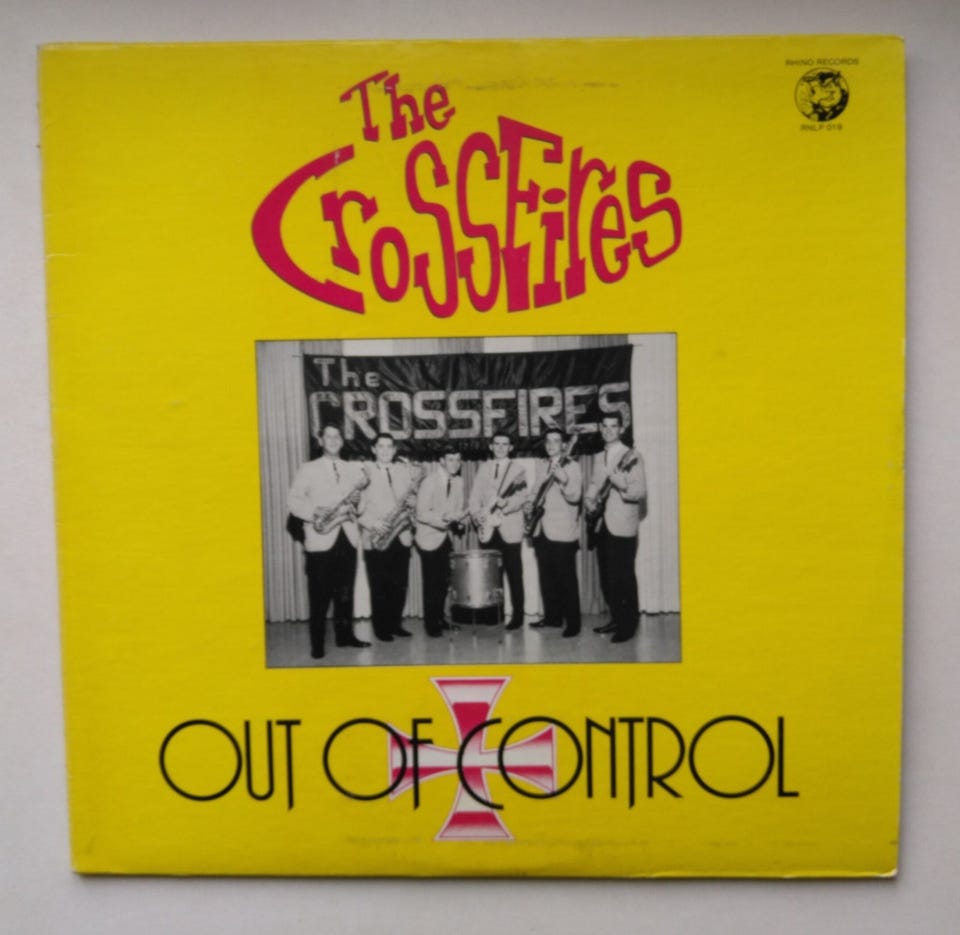 RHINO RECORDS
RNLP 019
The
CrossFires
The
CROSSFIRES
OUT OF CONTROL